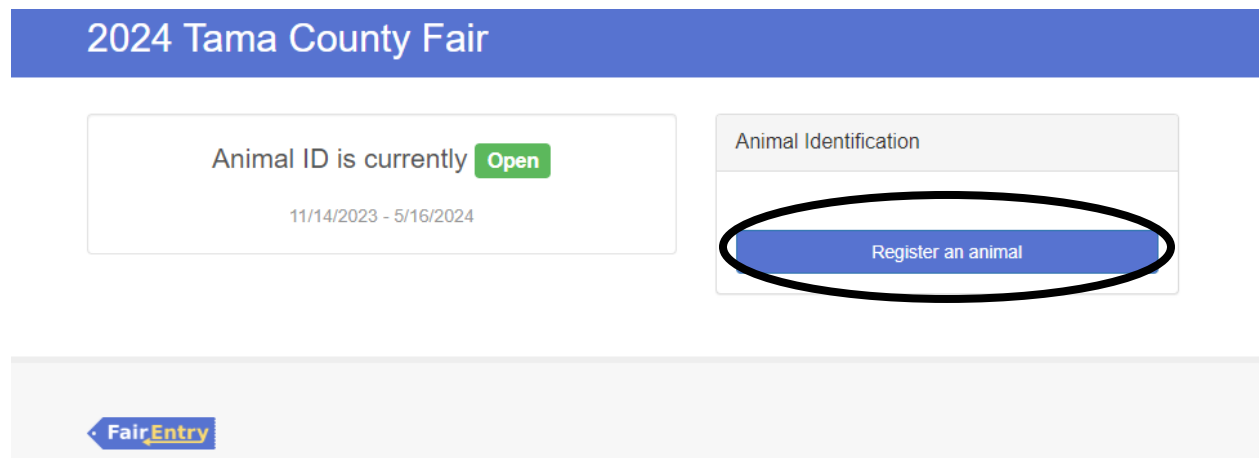 2024 Tama County Fair
Animal ID is currently Open
11/14/2023 - 5/16/2024
Animal Identification
Register an animal
FairEntry